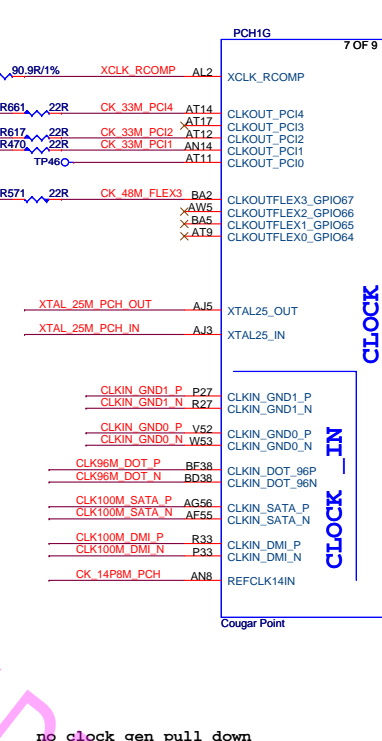 PCH1G
7 OF 9
90.9R/1% XCLK_RCOMP AL2 XCLK_RCOMP
R661 22R CK_33M_PCI4 AT14 CLKOUT_PCI4
AT17 CLKOUT_PCI3
R617 22R CK_33M_PCI2 AT12 CLKOUT_PCI2
R470 22R CK_33M_PCI1 AN14 CLKOUT_PCI1
TP46 AT11 CLKOUT_PCI0
R571 22R CK_48M_FLEX3 BA2 CLKOUTFLEX3_GPIO67
AW5 CLKOUTFLEX2_GPIO66
BA5 CLKOUTFLEX1_GPIO65
AT9 CLKOUTFLEX0_GPIO64
XTAL_25M_PCH_OUT AJ5 XTAL25_OUT
XTAL_25M_PCH_IN AJ3 XTAL25_IN
CLOCK
CLKIN_GND1_P P27 CLKIN_GND1_P
CLKIN_GND1_N R27 CLKIN_GND1_N
CLKIN_GND0_P V52 CLKIN_GND0_P
CLKIN_GND0_N W53 CLKIN_GND0_N
CLK96M_DOT_P BF38 CLKIN_DOT_96P
CLK96M_DOT_N BD38 CLKIN_DOT_96N
CLK100M_SATA_P AG56 CLKIN_SATA_P
CLK100M_SATA_N AF55 CLKIN_SATA_N
CLK100M_DMI_P R33 CLKIN_DMI_P
CLK100M_DMI_N P33 CLKIN_DMI_N
CLOCK _IN
CK_14P8M_PCH AN8 REFCLK14IN
Cougar Point
no clock gen pull down